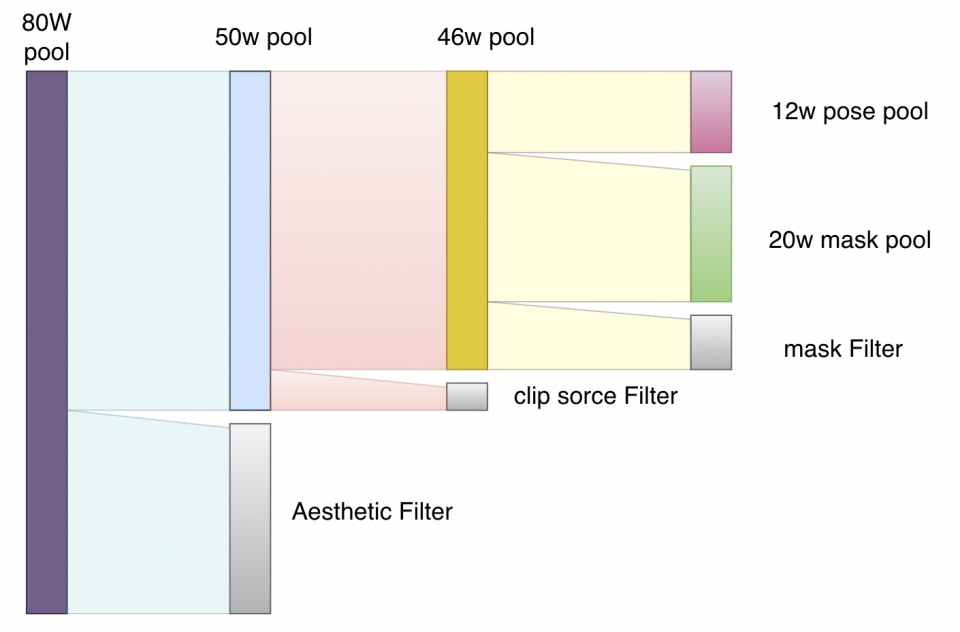 80W
pool
50w pool
46w pool
12w pose pool
20w mask pool
mask Filter
clip sorce Filter
Aesthetic Filter